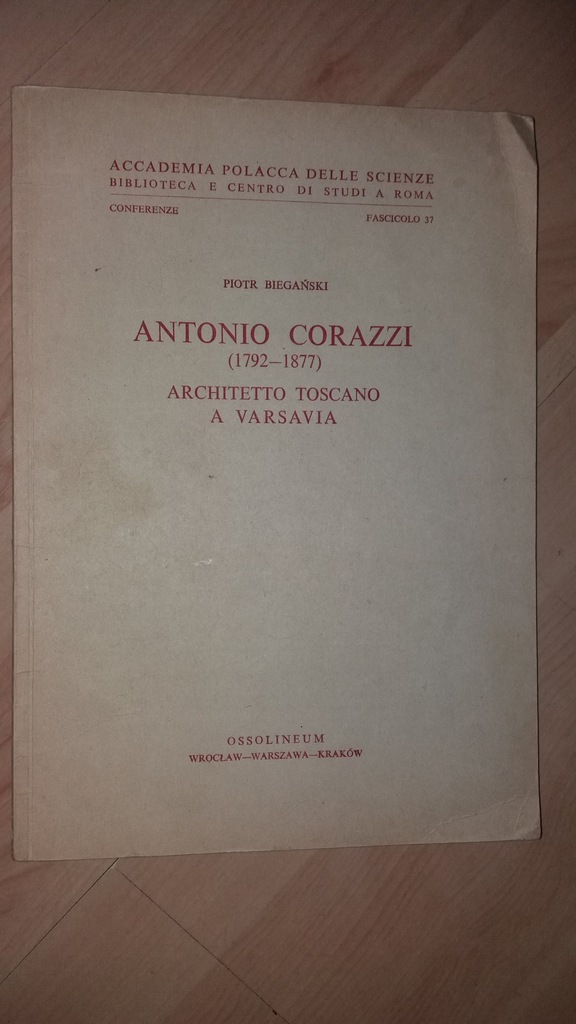 ACCADEMIA POLACCA DELLE SCIENZE
BIBLIOTECA E CENTRO DI STUDI A ROMA
CONFERENZE FASCICOLO 37
PIOTR BIEGAŃSKI
ANTONIO CORAZZI
(1792—1877)
ARCHITETTO TOSCANO
A VARSAVIA
OSSOLINEUM
WROCŁAW—WARSZAWA—KRAKÓW